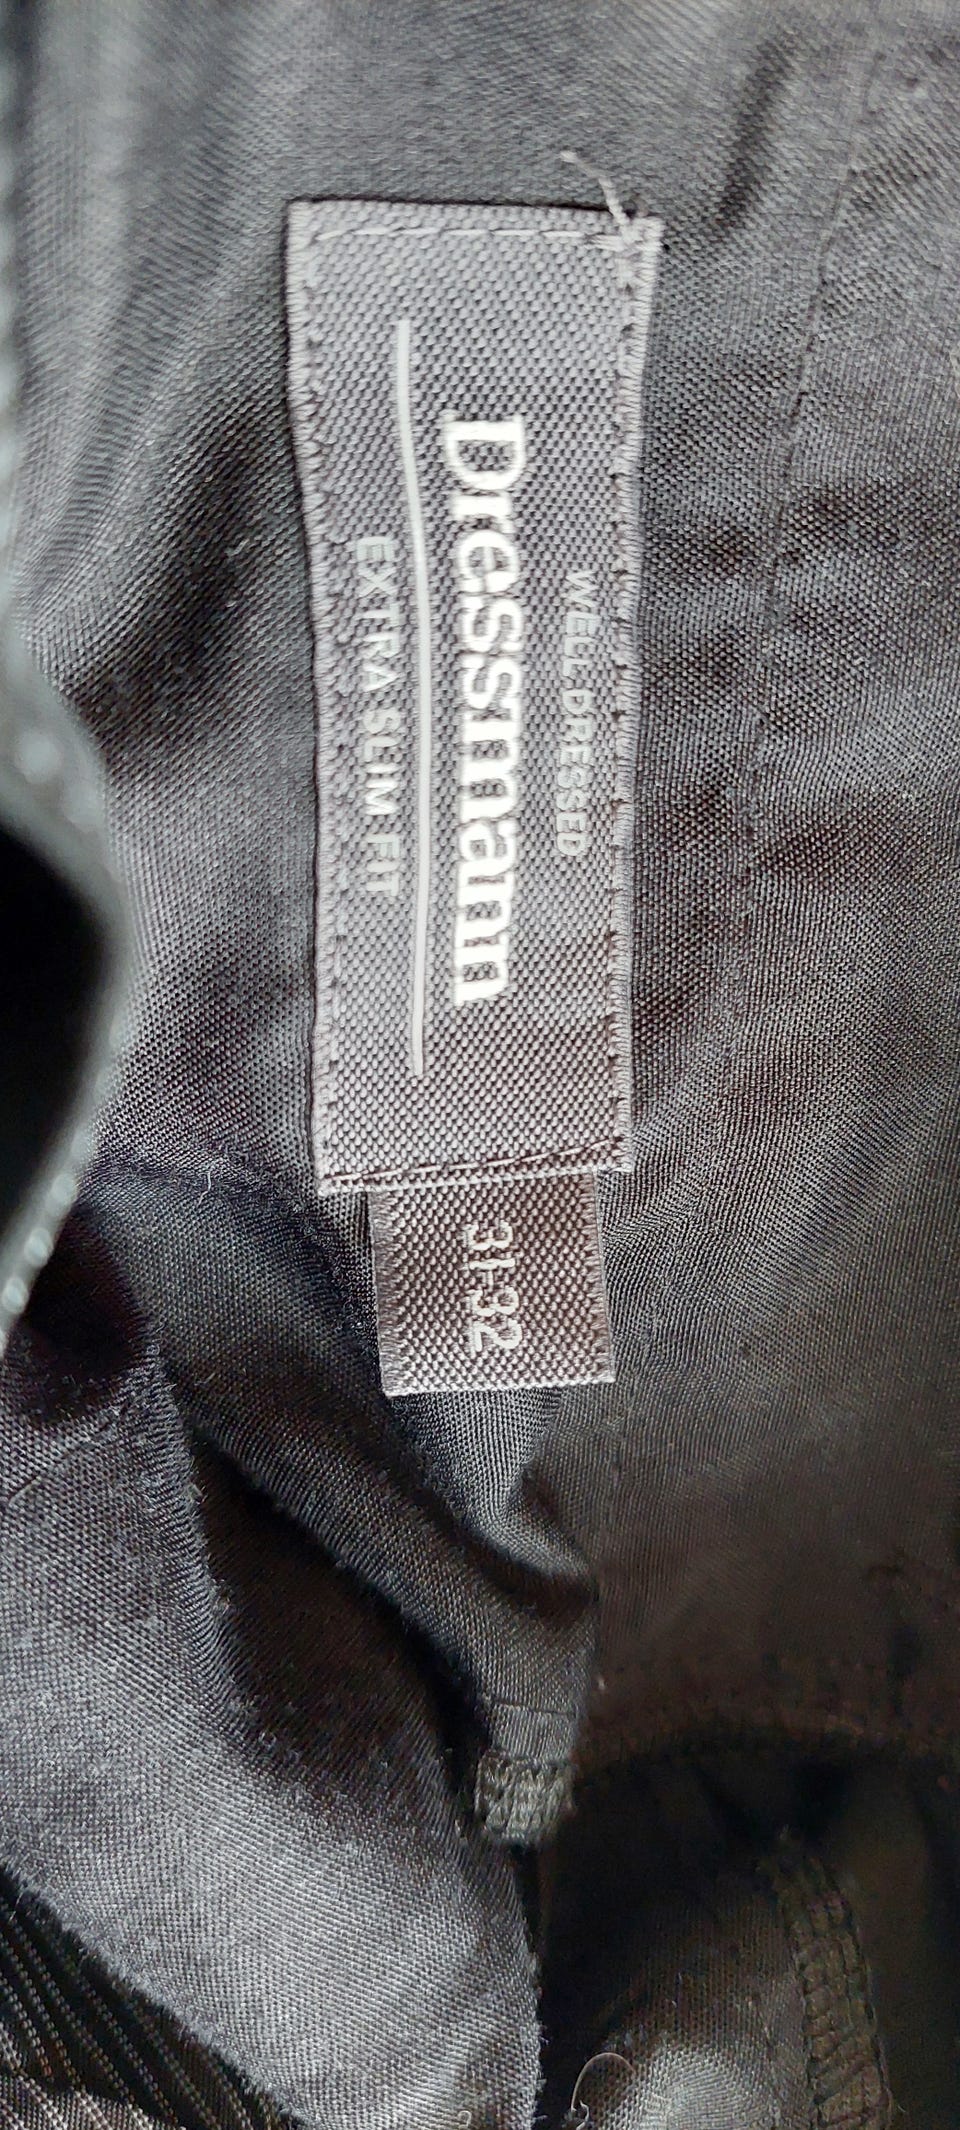 WELL DRESSED
Dressmann
EXTRA SLIM FIT
31-32